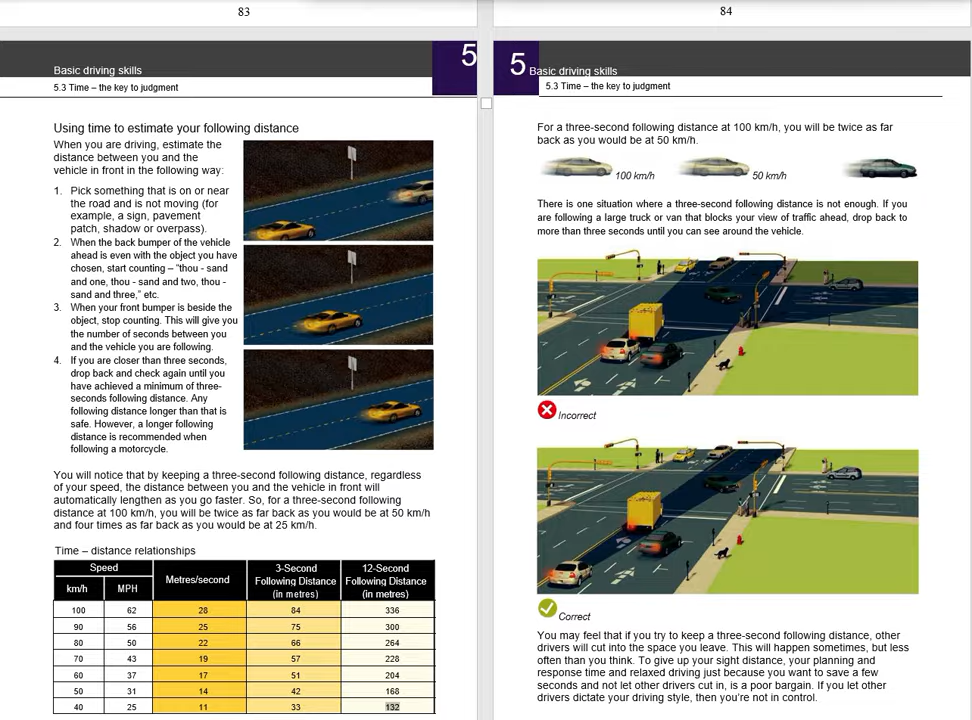 83
5
Basic driving skills
5.3 Time – the key to judgment
Using time to estimate your following distance
When you are driving, estimate the
distance between you and the
vehicle in front in the following way:
1. Pick something that is on or near
the road and is not moving (for
example, a sign, pavement
patch, shadow or overpass).
2. When the back bumper of the vehicle
ahead is even with the object you have
chosen, start counting – "thou - sand
and one, thou - sand and two, thou -
sand and three," etc.
3. When your front bumper is beside the
object, stop counting. This will give you
the number of seconds between you
and the vehicle you are following.
4. If you are closer than three seconds,
drop back and check again until you
have achieved a minimum of three-
seconds following distance. Any
following distance longer than that is
safe. However, a longer following
distance is recommended when
following a motorcycle.
You will notice that by keeping a three-second following distance, regardless
of your speed, the distance between you and the vehicle in front will
automatically lengthen as you go faster. So, for a three-second following
distance at 100 km/h, you will be twice as far back as you would be at 50 km/h
and four times as far back as you would be at 25 km/h.
Time – distance relationships
Speed
km/h MPH Metres/second 3-Second Following Distance (in metres) 12-Second Following Distance (in metres)
100 62 28 84 336
90 56 25 75 300
80 50 22 66 264
70 43 19 57 228
60 37 17 51 204
50 31 14 42 168
40 25 11 33 132
84
5 Basic driving skills
5.3 Time – the key to judgment
For a three-second following distance at 100 km/h, you will be twice as far
back as you would be at 50 km/h.
100 km/h 50 km/h
There is one situation where a three-second following distance is not enough. If you
are following a large truck or van that blocks your view of traffic ahead, drop back to
more than three seconds until you can see around the vehicle.
Incorrect
Correct
You may feel that if you try to keep a three-second following distance, other
drivers will cut into the space you leave. This will happen sometimes, but less
often than you think. To give up your sight distance, your planning and
response time and relaxed driving just because you want to save a few
seconds and not let other drivers cut in, is a poor bargain. If you let other
drivers dictate your driving style, then you're not in control.